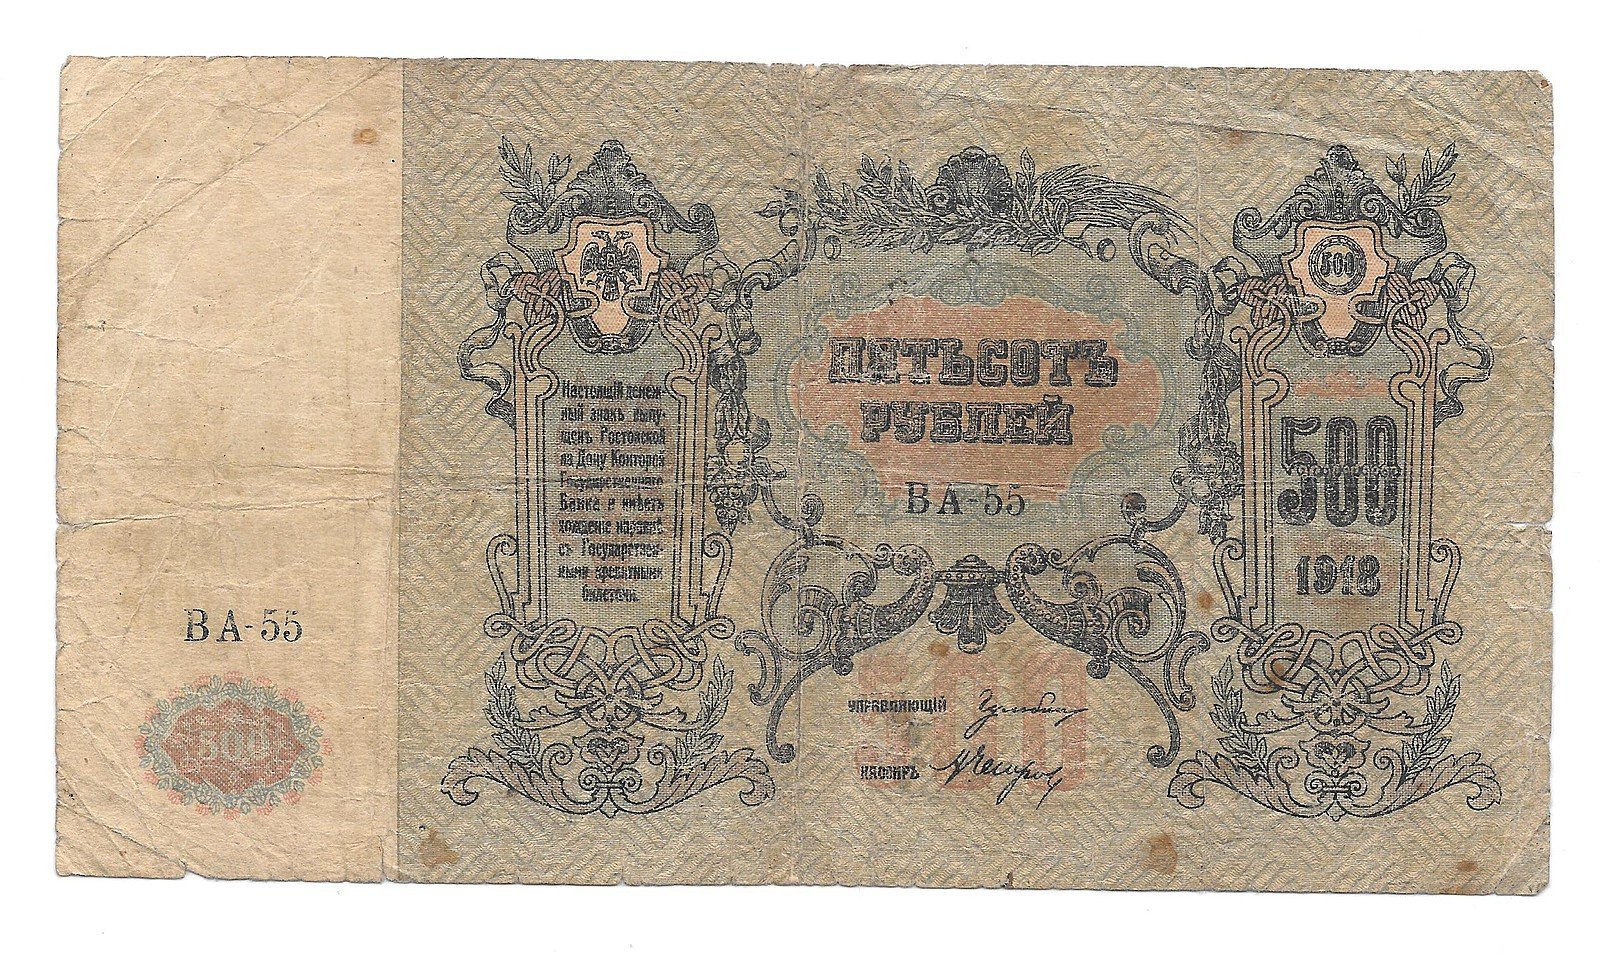 500
ПЯТЬСОТЪ
РУБЛЕЙ
ВА-55
Настоящій денеж-
ный знакъ выпу-
щенъ Ростовской
на Дону Конторой
Государственнаго
Банка и имѣетъ
хожденіе наравнѣ
съ Государствен-
ными кредитными
билетами.
500
1918
ВА-55
500
500
УПРАВЛЯЮЩІЙ
КАССИРЪ